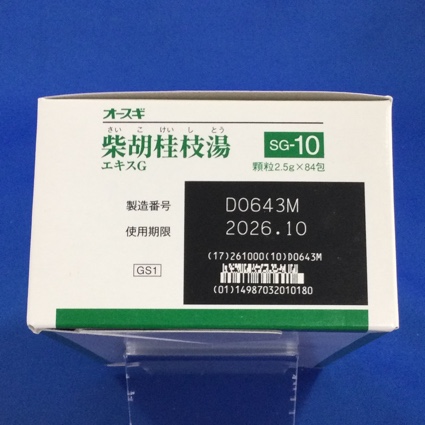 オースギ
さいこけいしとう
柴胡桂枝湯
エキスG
SG-10
顆粒2.5g×84包
製造番号 D0643M
使用期限 2026.10
(17)261000(10)D0643M
GS1
(01)14987032010180